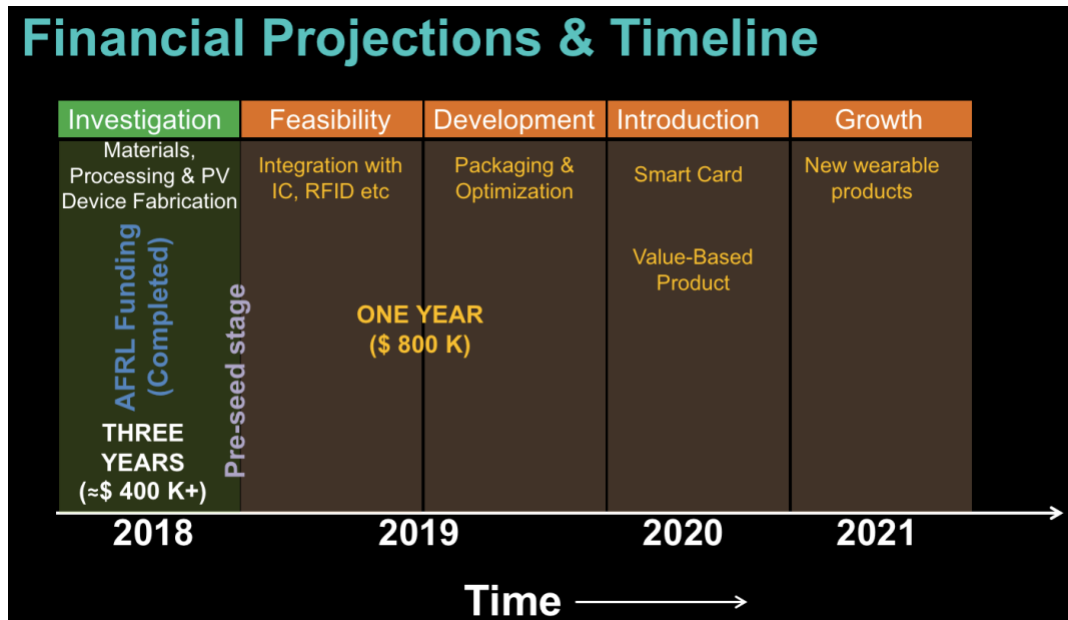 Financial Projections & Timeline
Investigation
Materials,
Processing & PV
Device Fabrication
AFRL Funding
(Completed)
THREE
YEARS
(≈$ 400 K+)
Pre-seed stage
Feasibility
Integration with
IC, RFID etc
Development
Packaging &
Optimization
ONE YEAR
($ 800 K)
Introduction
Smart Card
Value-Based
Product
Growth
New wearable
products
2018
2019
2020
2021
Time